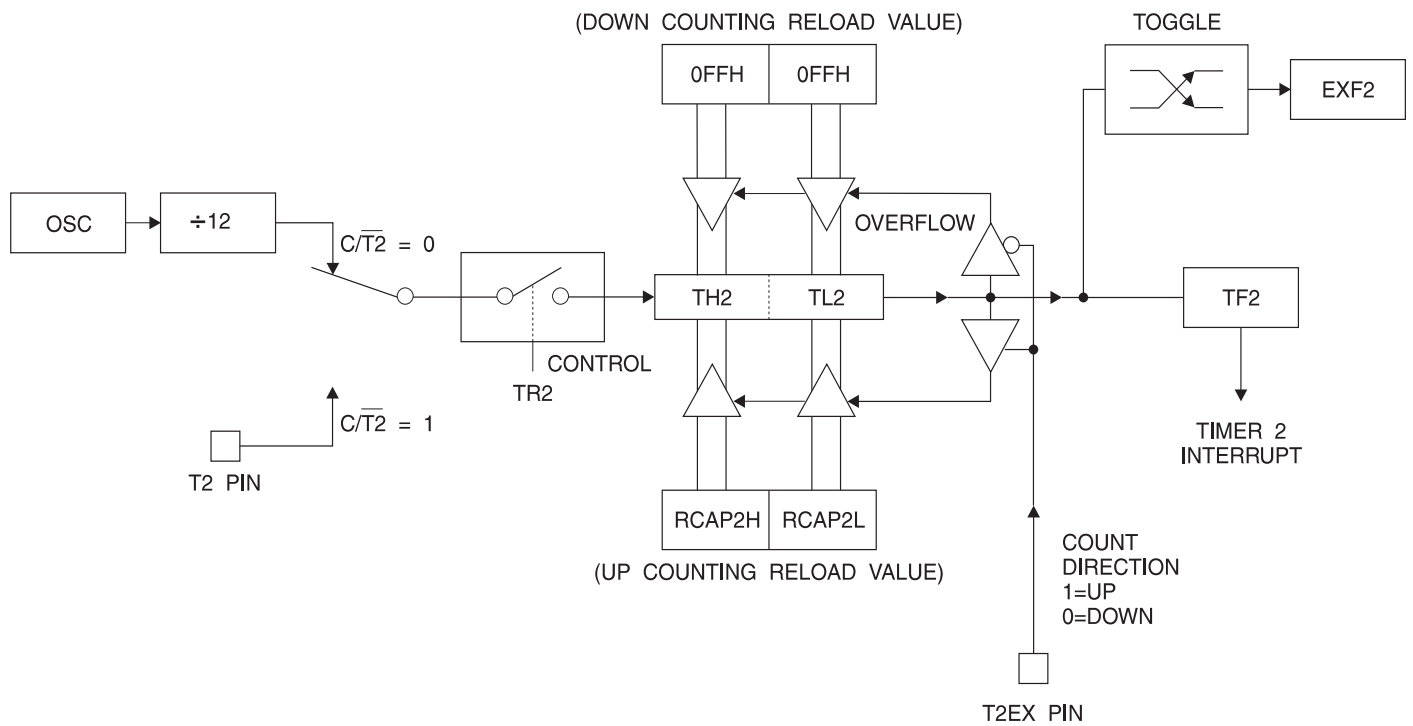 (DOWN COUNTING RELOAD VALUE)
TOGGLE
0FFH
0FFH
EXF2
OSC
÷12
OVERFLOW
C/T2̅ = 0
TH2
TL2
TF2
CONTROL
TR2
C/T2̅ = 1
T2 PIN
TIMER 2
INTERRUPT
RCAP2H
RCAP2L
(UP COUNTING RELOAD VALUE)
COUNT
DIRECTION
1=UP
0=DOWN
T2EX PIN